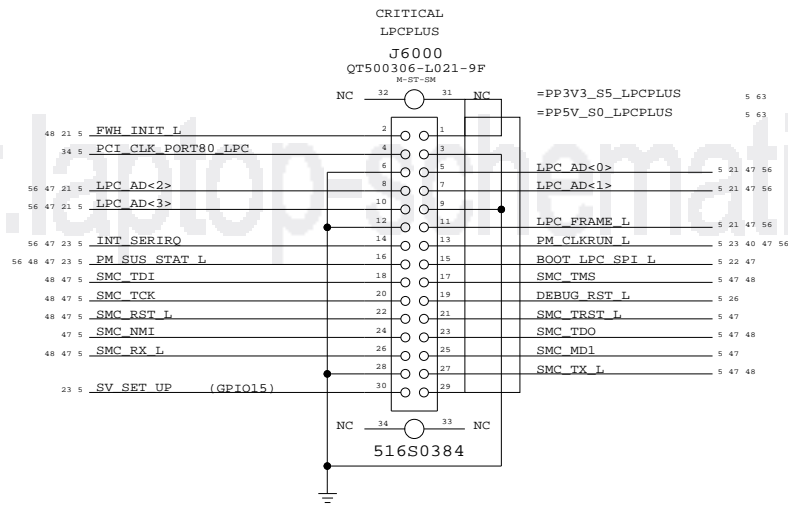 CRITICAL
LPCPLUS
J6000
QT500306-L021-9F
M-ST-SM
NC 32 31 NC =PP3V3_S5_LPCPLUS 5 63
=PP5V_S0_LPCPLUS 5 63
48 21 5 FWH_INIT_L 2 1
34 5 PCI_CLK_PORT80_LPC 4 3
6 5 LPC_AD<0> 5 21 47 56
56 47 21 5 LPC_AD<2> 8 7 LPC_AD<1> 5 21 47 56
56 47 21 5 LPC_AD<3> 10 9
12 11 LPC_FRAME_L 5 21 47 56
56 47 23 5 INT_SERIRQ 14 13 PM_CLKRUN_L 5 23 40 47 56
56 48 47 23 5 PM_SUS_STAT_L 16 15 BOOT_LPC_SPI_L 5 22 47
48 47 5 SMC_TDI 18 17 SMC_TMS 5 47 48
48 47 5 SMC_TCK 20 19 DEBUG_RST_L 5 26
48 47 5 SMC_RST_L 22 21 SMC_TRST_L 5 47
47 5 SMC_NMI 24 23 SMC_TDO 5 47 48
48 47 5 SMC_RX_L 26 25 SMC_MD1 5 47
28 27 SMC_TX_L 5 47 48
23 5 SV_SET_UP (GPIO15) 30 29
NC 34 33 NC
516S0384
.laptop-schemati